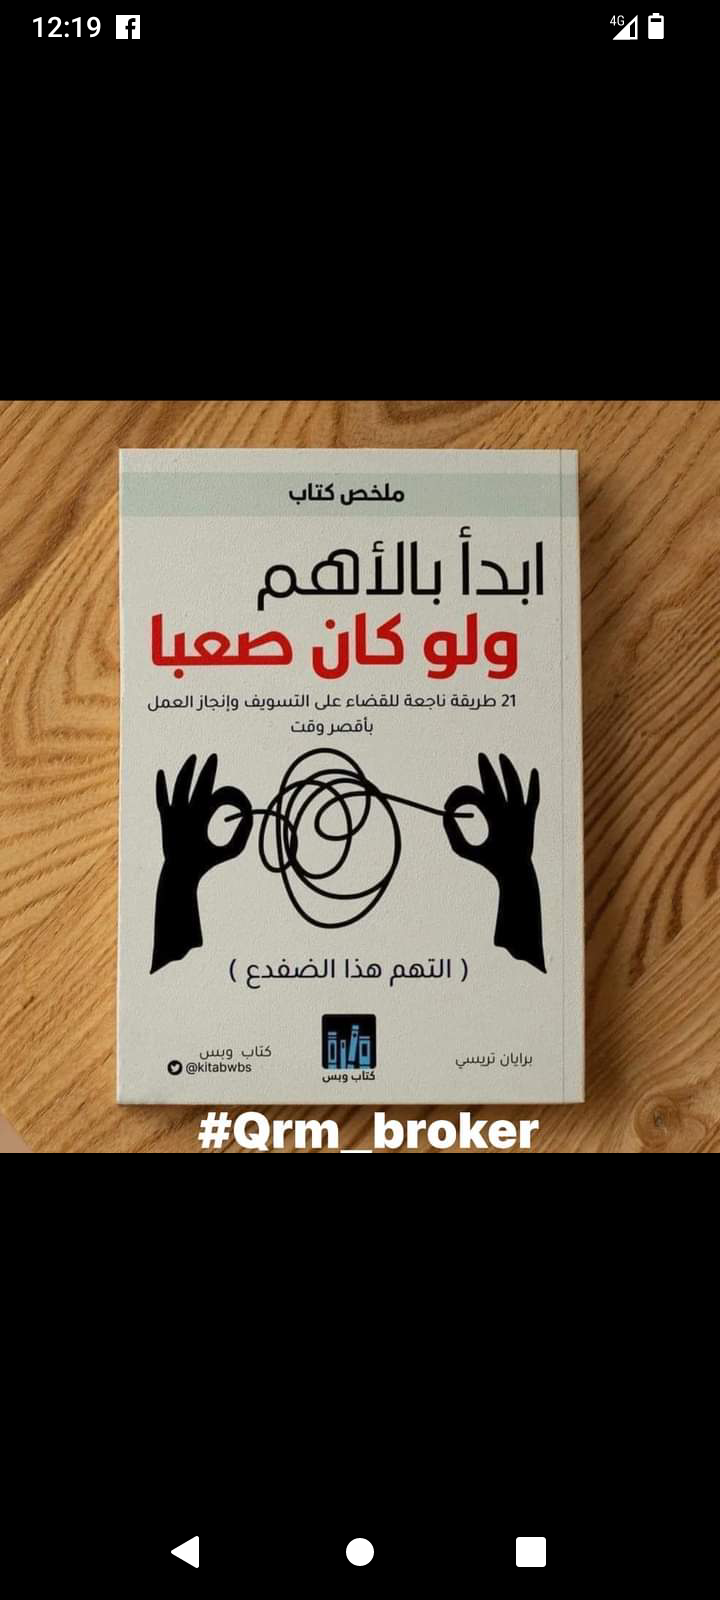 12:19
4G
ملخص كتاب
ابدأ بالأهم
ولو كان صعبا
21 طريقة ناجعة للقضاء على التسويف وإنجاز العمل
بأقصر وقت
( التهم هذا الضفدع )
برايان تريسي
كتاب وبس
كتاب وبس
@kitabwbs
#Qrm_broker